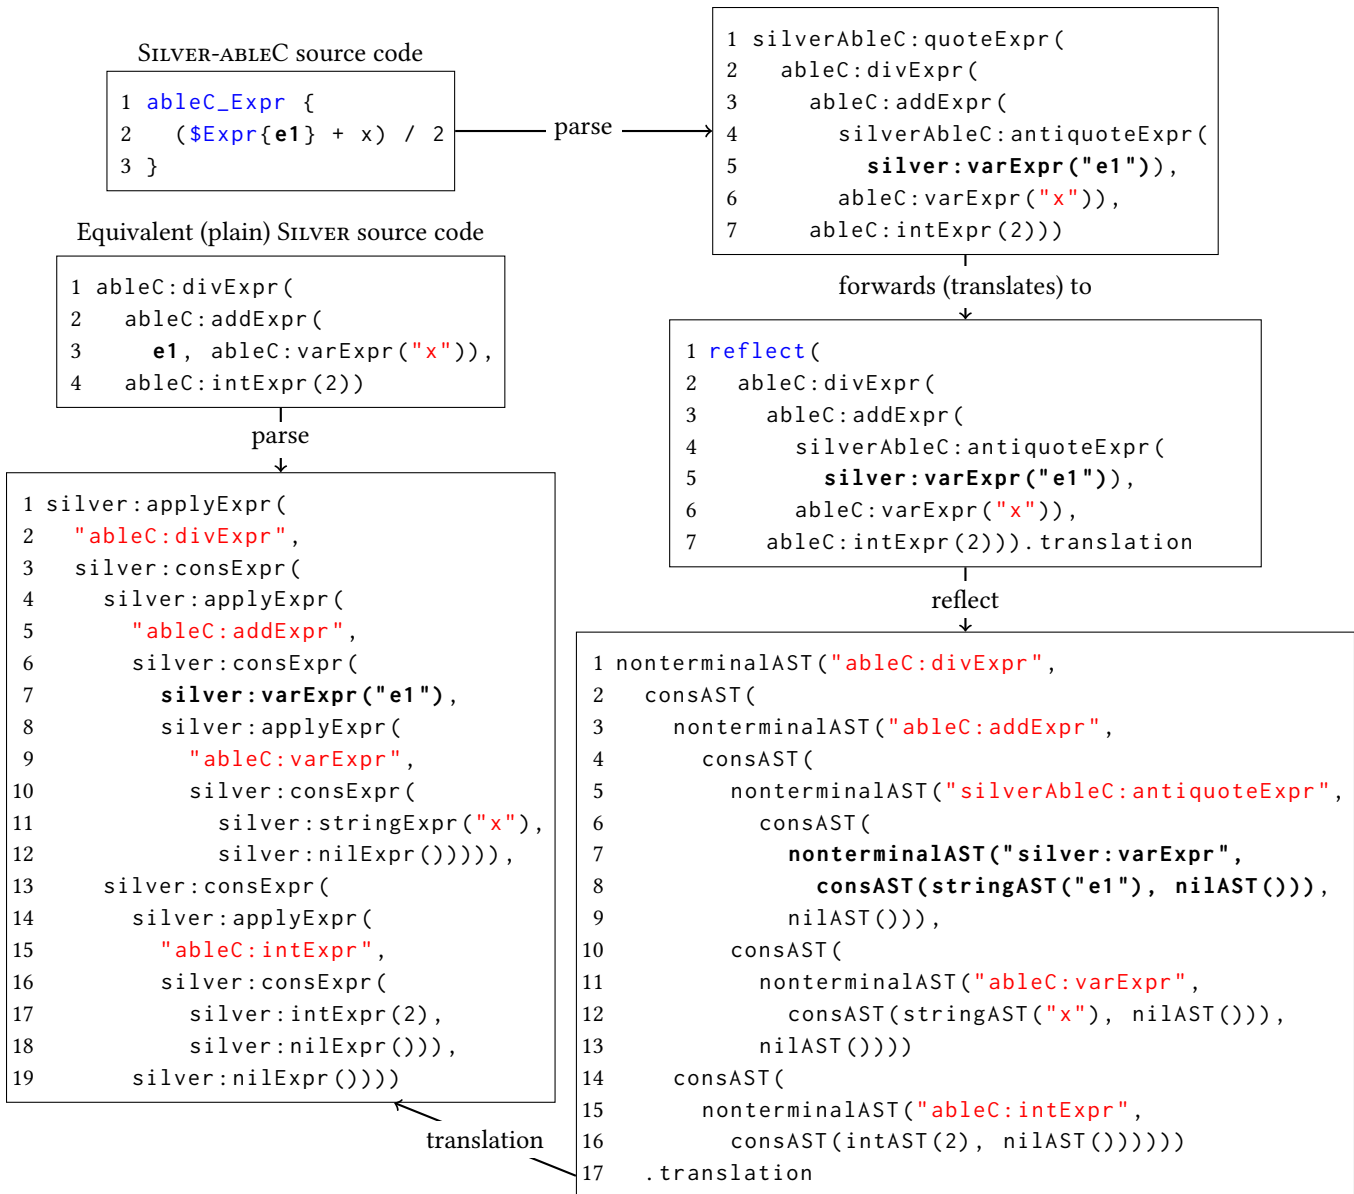 SILVER-ABLEC source code
1 ableC_Expr {
2   ($Expr{e1} + x) / 2
3 }
parse
1 silverAbleC:quoteExpr(
2   ableC:divExpr(
3     ableC:addExpr(
4       silverAbleC:antiquoteExpr(
5         silver:varExpr("e1")),
6       ableC:varExpr("x")),
7     ableC:intExpr(2)))
Equivalent (plain) SILVER source code
1 ableC:divExpr(
2   ableC:addExpr(
3     e1, ableC:varExpr("x")),
4   ableC:intExpr(2))
parse
forwards (translates) to
1 reflect(
2   ableC:divExpr(
3     ableC:addExpr(
4       silverAbleC:antiquoteExpr(
5         silver:varExpr("e1")),
6       ableC:varExpr("x")),
7     ableC:intExpr(2))).translation
reflect
1 silver:applyExpr(
2   "ableC:divExpr",
3   silver:consExpr(
4     silver:applyExpr(
5       "ableC:addExpr",
6       silver:consExpr(
7         silver:varExpr("e1"),
8         silver:applyExpr(
9           "ableC:varExpr",
10           silver:consExpr(
11             silver:stringExpr("x"),
12             silver:nilExpr())))),
13     silver:consExpr(
14       silver:applyExpr(
15         "ableC:intExpr",
16         silver:consExpr(
17           silver:intExpr(2),
18           silver:nilExpr())),
19       silver:nilExpr())))
1 nonterminalAST("ableC:divExpr",
2   consAST(
3     nonterminalAST("ableC:addExpr",
4       consAST(
5         nonterminalAST("silverAbleC:antiquoteExpr",
6           consAST(
7             nonterminalAST("silver:varExpr",
8               consAST(stringAST("e1"), nilAST())),
9             nilAST())),
10         consAST(
11           nonterminalAST("ableC:varExpr",
12             consAST(stringAST("x"), nilAST())),
13           nilAST())))
14     consAST(
15       nonterminalAST("ableC:intExpr",
16         consAST(intAST(2), nilAST())))))
17   .translation
translation